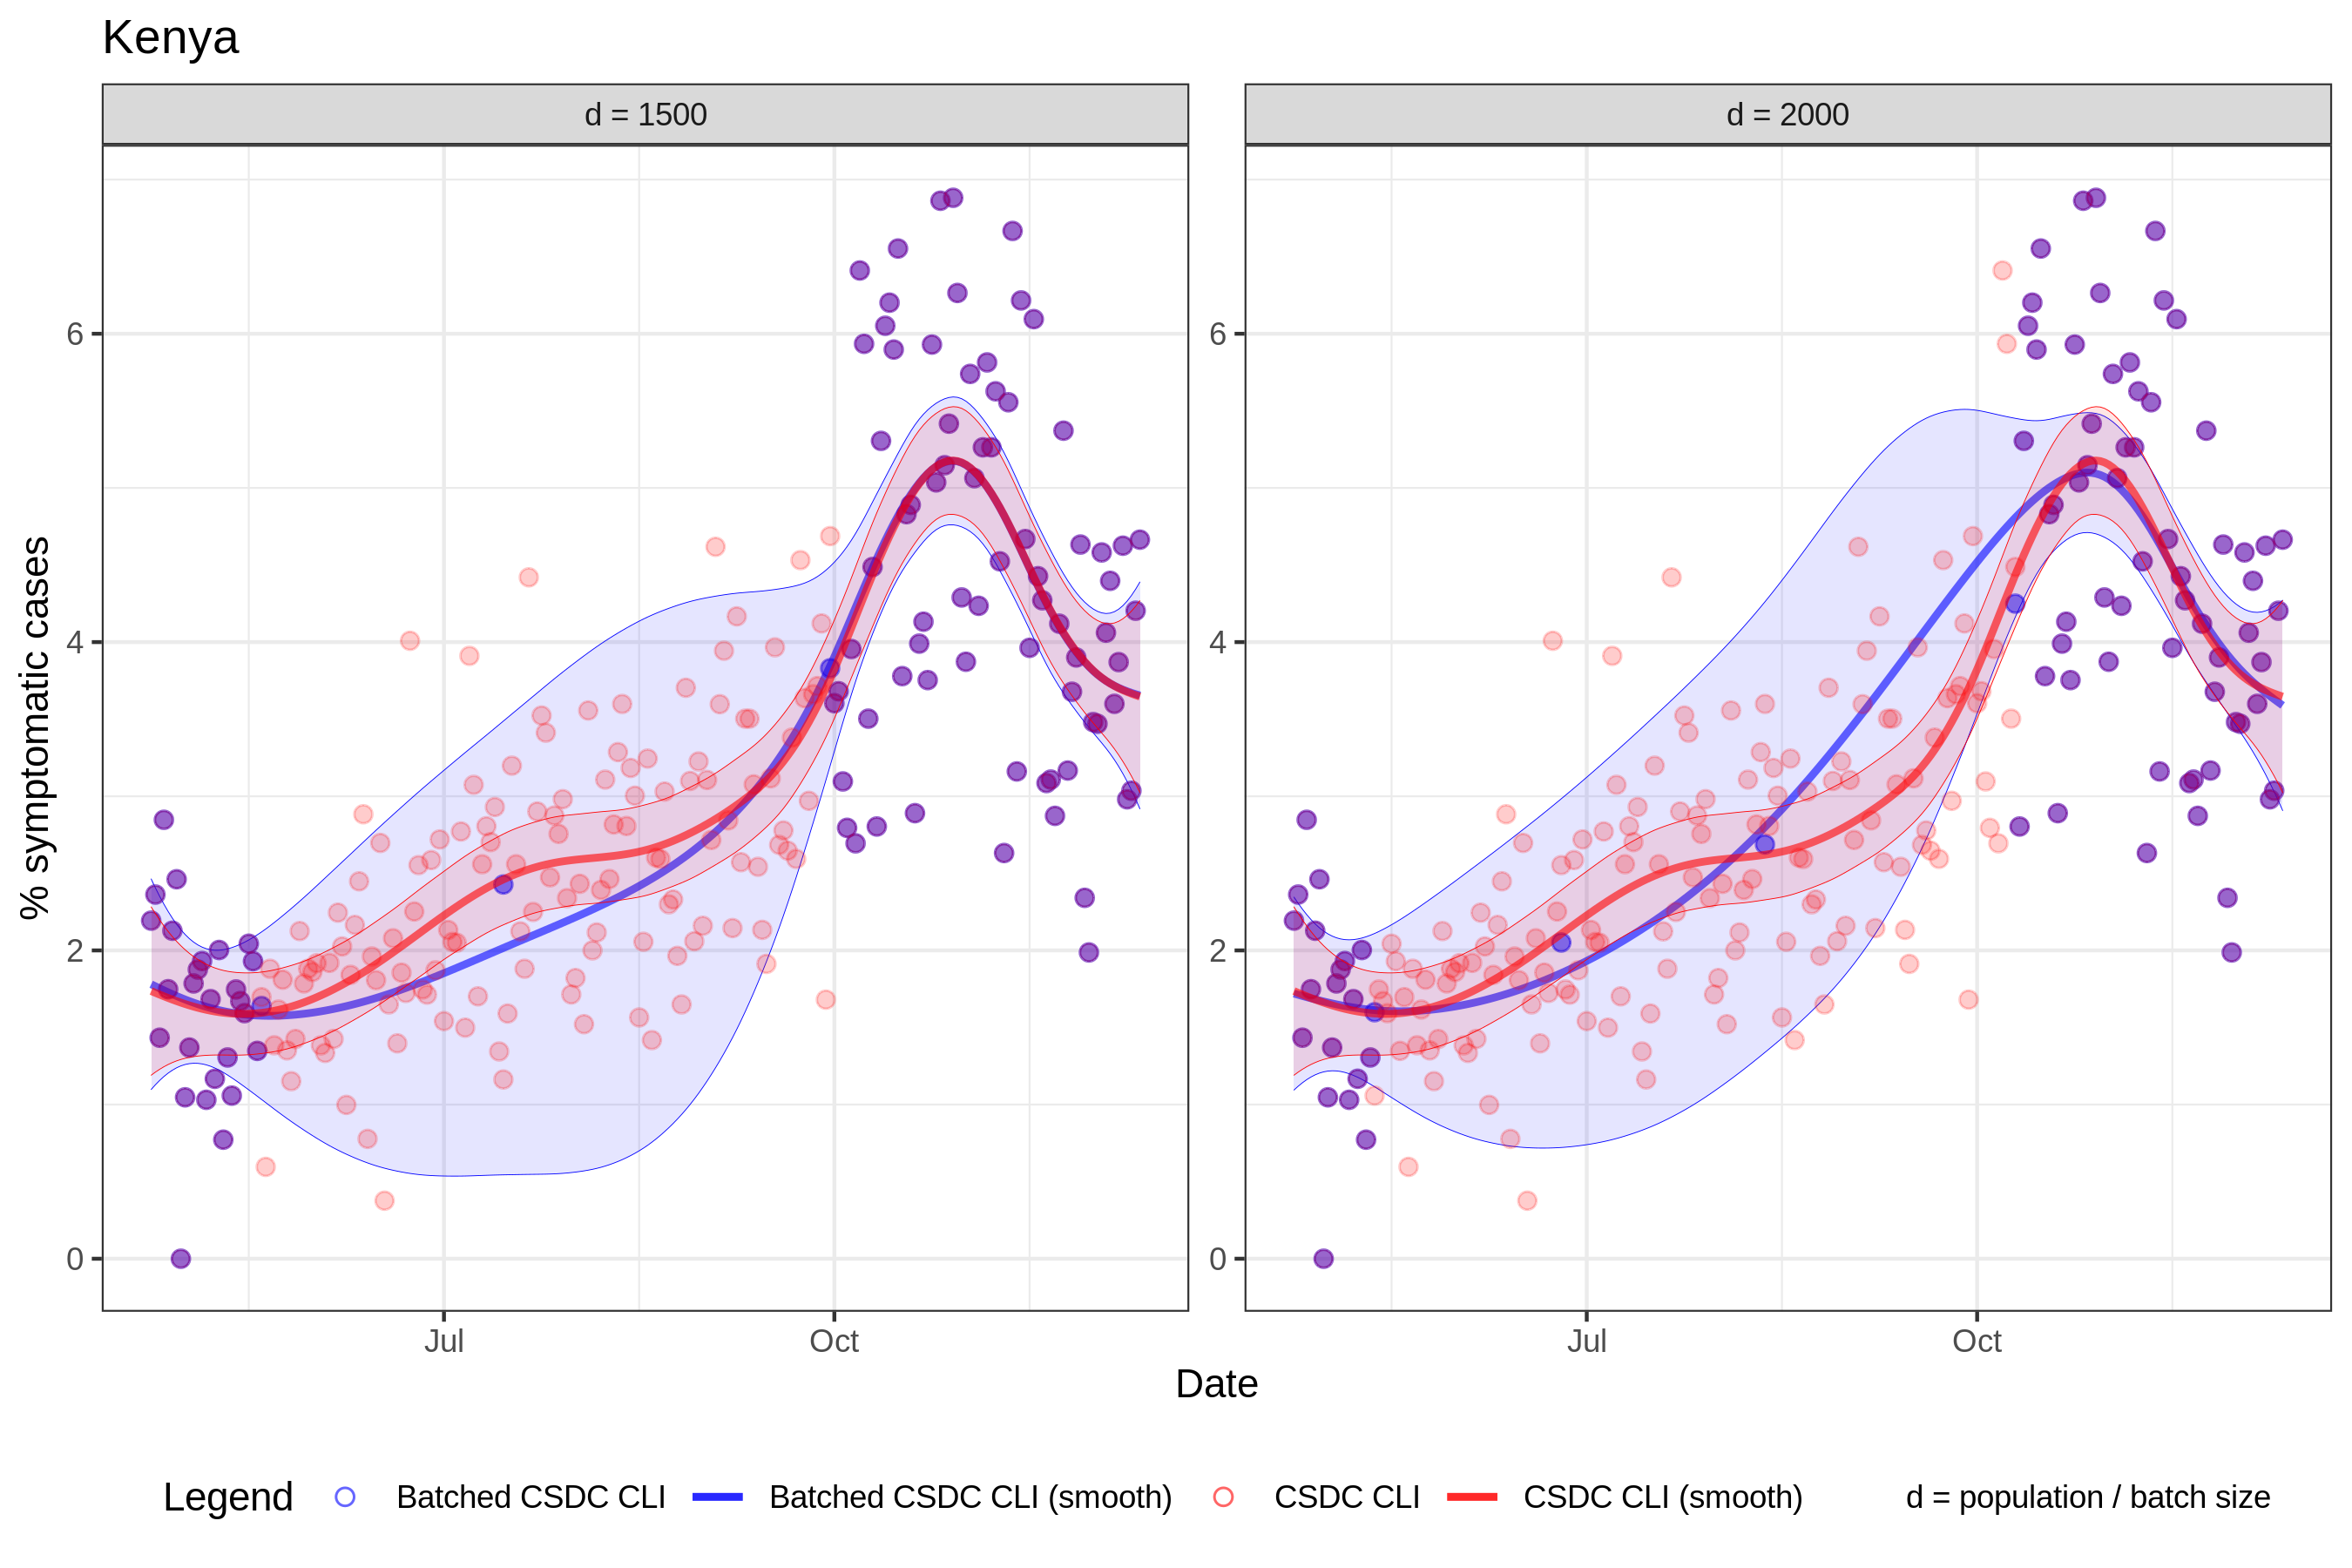 Kenya
d = 1500
d = 2000
% symptomatic cases
6
4
2
0
6
4
2
0
Jul
Oct
Jul
Oct
Date
Legend
Batched CSDC CLI
Batched CSDC CLI (smooth)
CSDC CLI
CSDC CLI (smooth)
d = population / batch size